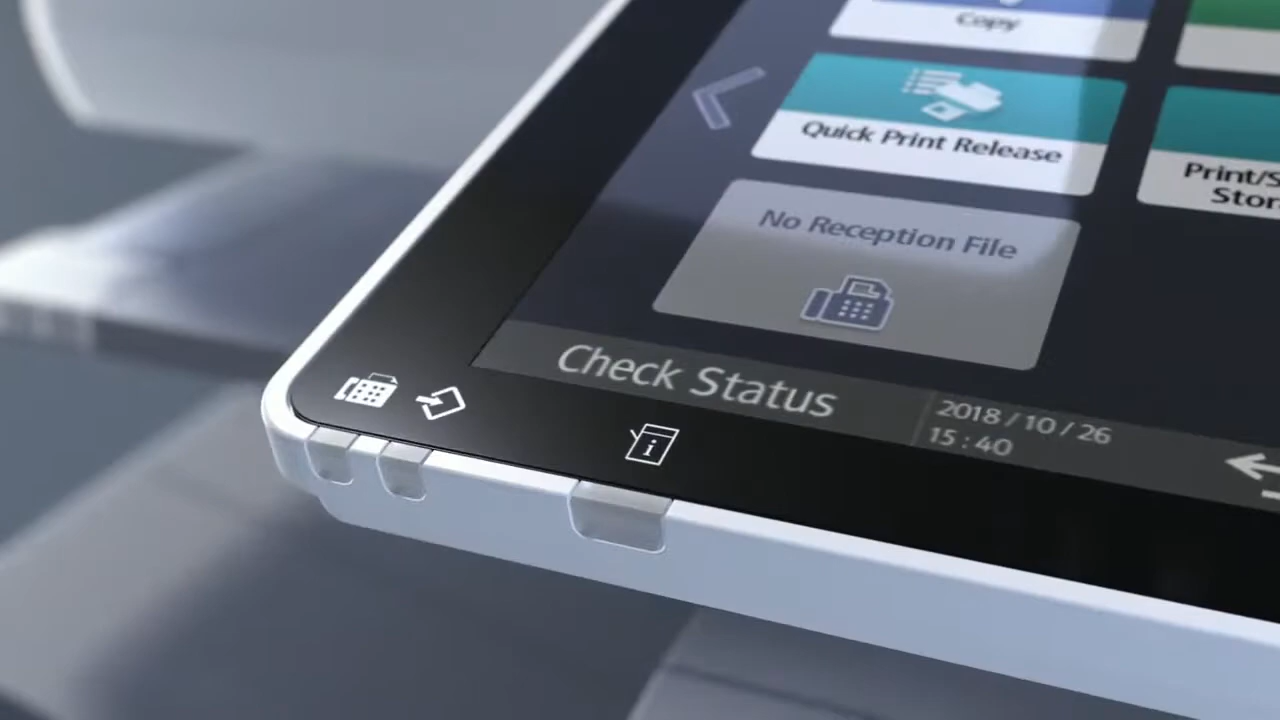 Copy
Quick Print Release
Print/S
Stor
No Reception File
Check Status
2018 / 10 / 26
15 : 40